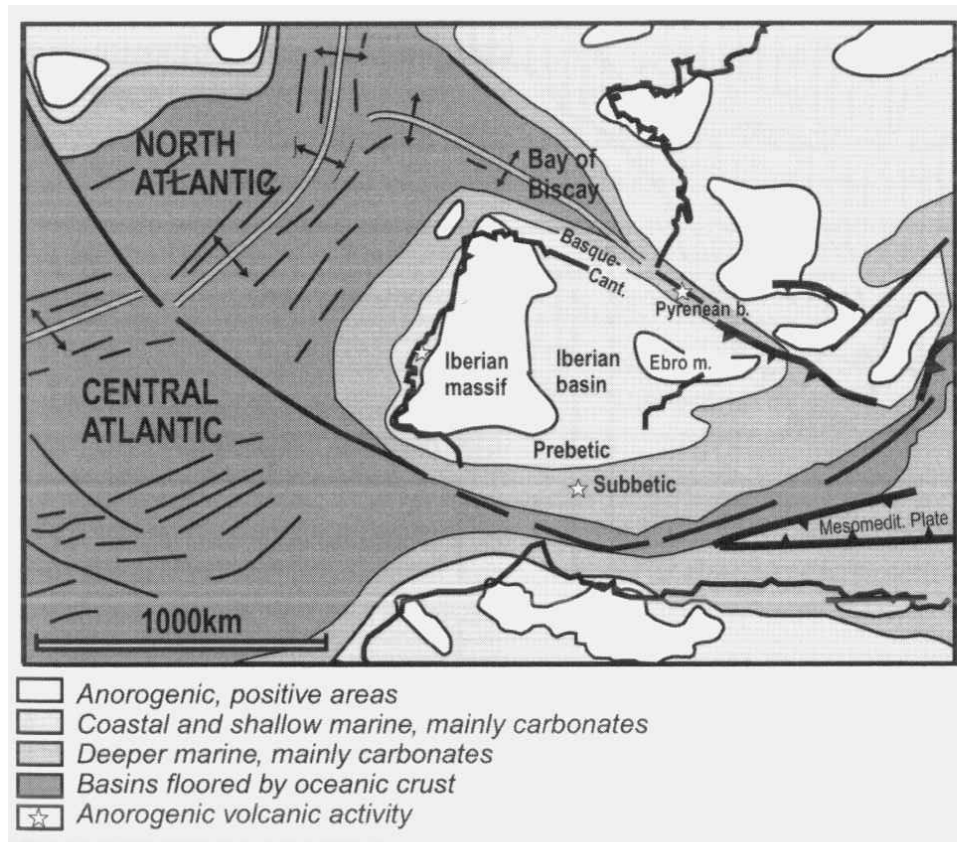 NORTH
ATLANTIC
Bay of
Biscay
Basque-
Cant.
Pyrenean b.
Iberian
massif
Iberian
basin
Ebro m.
CENTRAL
ATLANTIC
Prebetic
Subbetic
Mesomedit. Plate
1000km
Anorogenic, positive areas
Coastal and shallow marine, mainly carbonates
Deeper marine, mainly carbonates
Basins floored by oceanic crust
Anorogenic volcanic activity